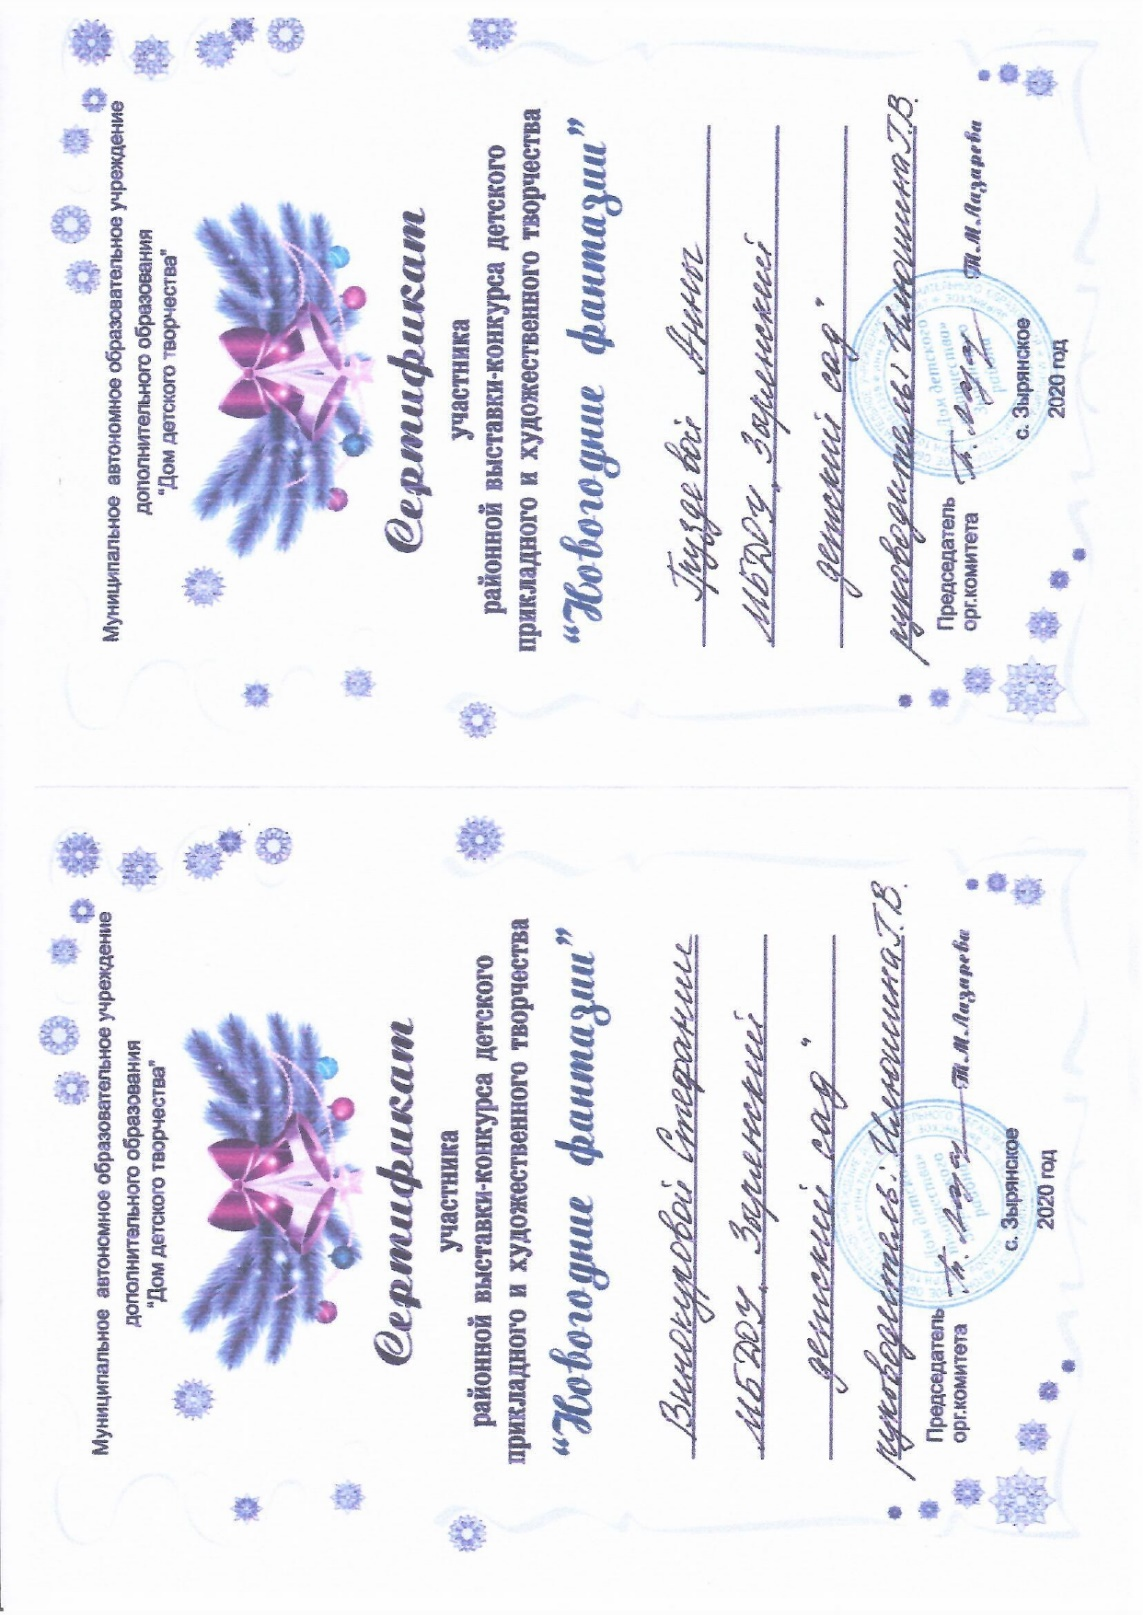 Муниципальное автономное образовательное учреждение
дополнительного образования
"Дом детского творчества"
Сертификат
участника
районной выставки-конкурса детского
прикладного и художественного творчества
"Новогодние фантазии"
Винокуровой Стефании
МБДОУ „Зырянский
детский сад"
руководитель: Т.В.
Председатель
орг.комитета
Т.М.Лазарева
с. Зырянское
2020 год
Муниципальное автономное образовательное учреждение
дополнительного образования
"Дом детского творчества"
Сертификат
участника
районной выставки-конкурса детского
прикладного и художественного творчества
"Новогодние фантазии"
Груздевой Анны
МБДОУ „Зырянский
детский сад"
руководитель: Т.В.
Председатель
орг.комитета
Т.М.Лазарева
«Дом детского
творчества»
с. Зырянское
2020 год